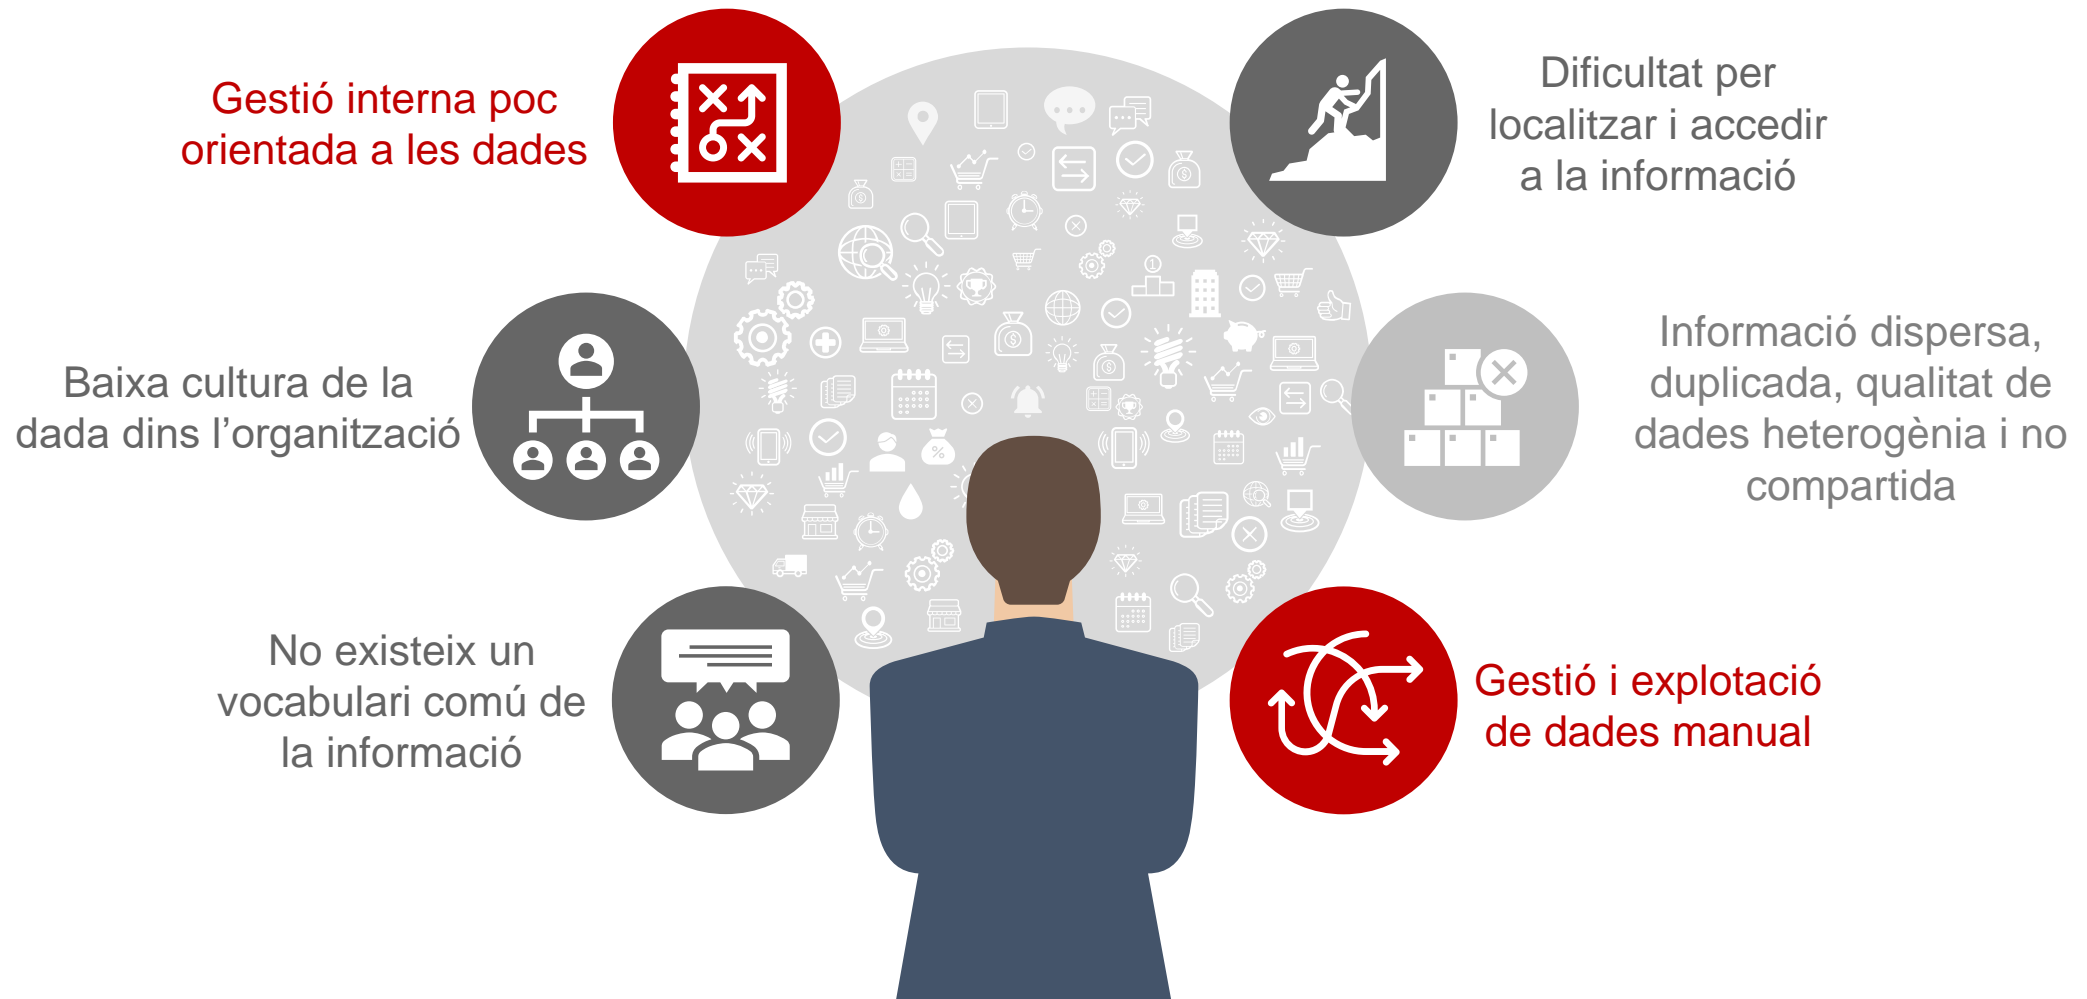 Gestió interna poc
orientada a les dades
Baixa cultura de la
dada dins l’organització
No existeix un
vocabulari comú de
la informació
Dificultat per
localitzar i accedir
a la informació
Informació dispersa,
duplicada, qualitat de
dades heterogènia i no
compartida
Gestió i explotació
de dades manual